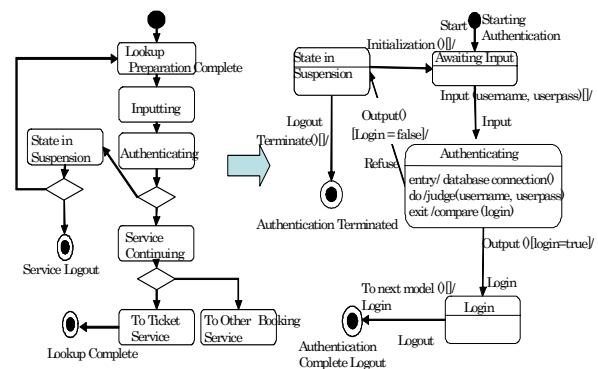 Lookup
Preparation Complete
Inputting
State in
Suspension
Authenticating
Service Logout
Service
Continuing
To Ticket
Service
To Other Booking
Service
Lookup Complete
Start
Starting
Authentication
Initialization ()[]/
State in
Suspension
Awaiting Input
Input (username, userpass)[]/
Input
Logout
Terminate()[]/
Output()
[Login = false]/
Refuse
Authentication Terminated
Authenticating
entry/ database connection()
do /judge(username, userpass)
exit /compare (login)
Output ()[login=true]/
Login
To next model ()[]/
Login
Login
Logout
Authentication
Complete Logout